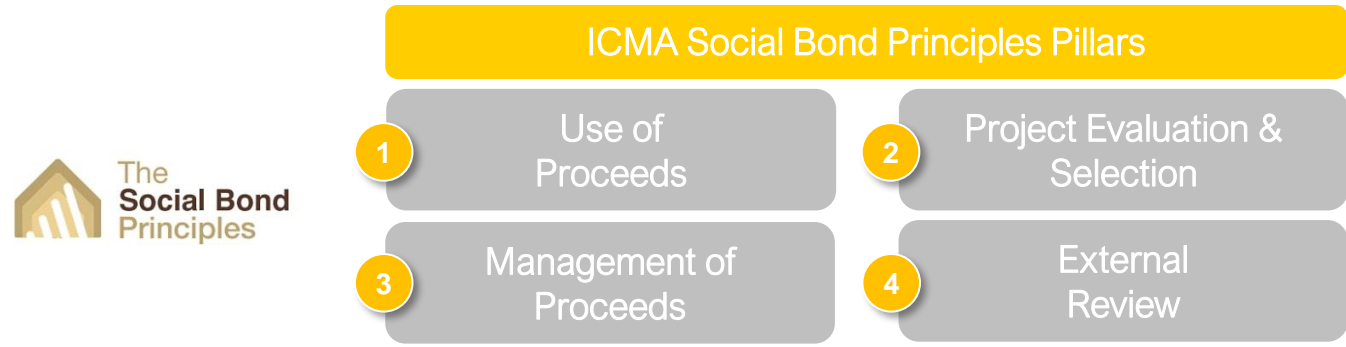 ICMA Social Bond Principles Pillars
The
Social Bond
Principles
1
Use of
Proceeds
2
Project Evaluation &
Selection
3
Management of
Proceeds
4
External
Review